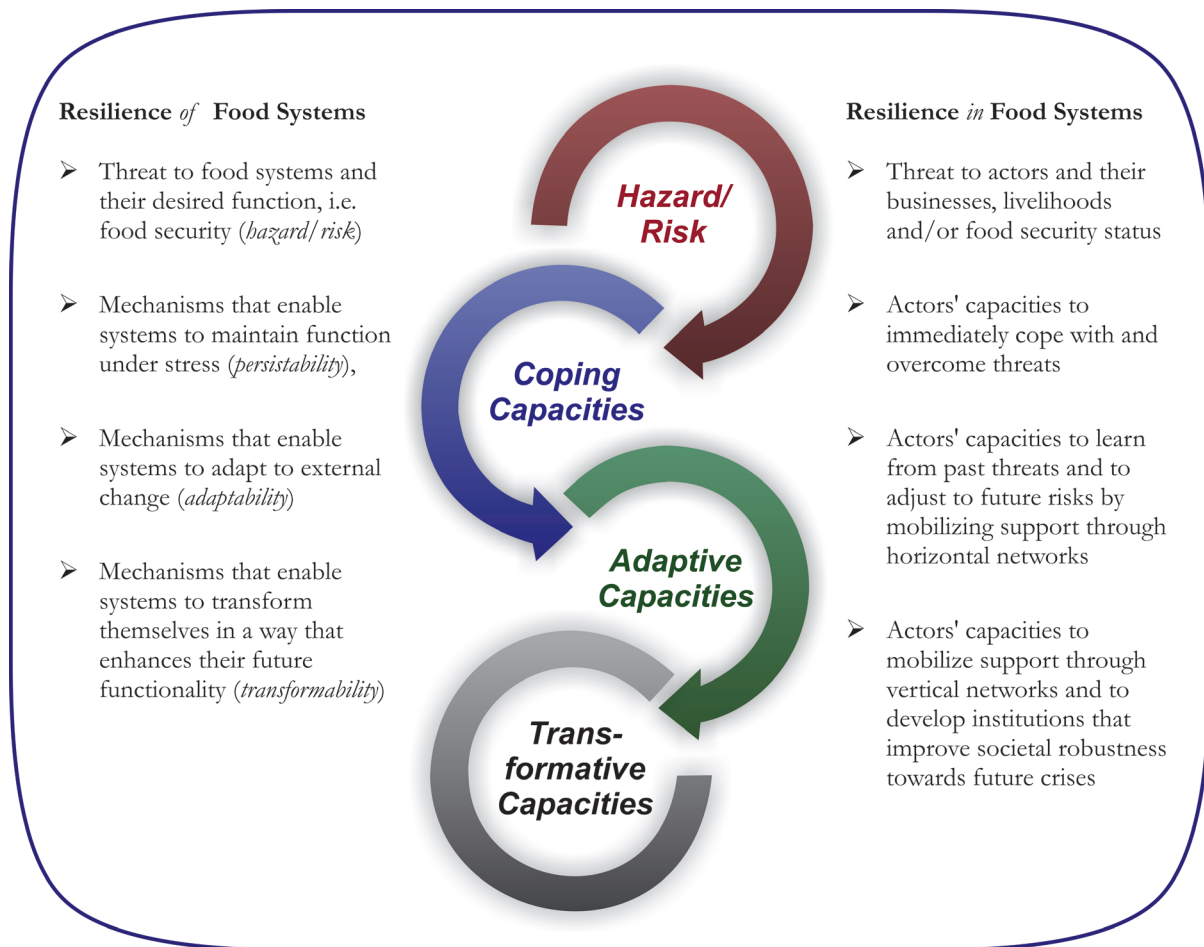 Resilience of Food Systems
➢ Threat to food systems and
their desired function, i.e.
food security (hazard/risk)
➢ Mechanisms that enable
systems to maintain function
under stress (persistability),
➢ Mechanisms that enable
systems to adapt to external
change (adaptability)
➢ Mechanisms that enable
systems to transform
themselves in a way that
enhances their future
functionality (transformability)
Hazard/
Risk
Coping
Capacities
Adaptive
Capacities
Trans-
formative
Capacities
Resilience in Food Systems
➢ Threat to actors and their
businesses, livelihoods
and/or food security status
➢ Actors' capacities to
immediately cope with and
overcome threats
➢ Actors' capacities to learn
from past threats and to
adjust to future risks by
mobilizing support through
horizontal networks
➢ Actors' capacities to
mobilize support through
vertical networks and to
develop institutions that
improve societal robustness
towards future crises